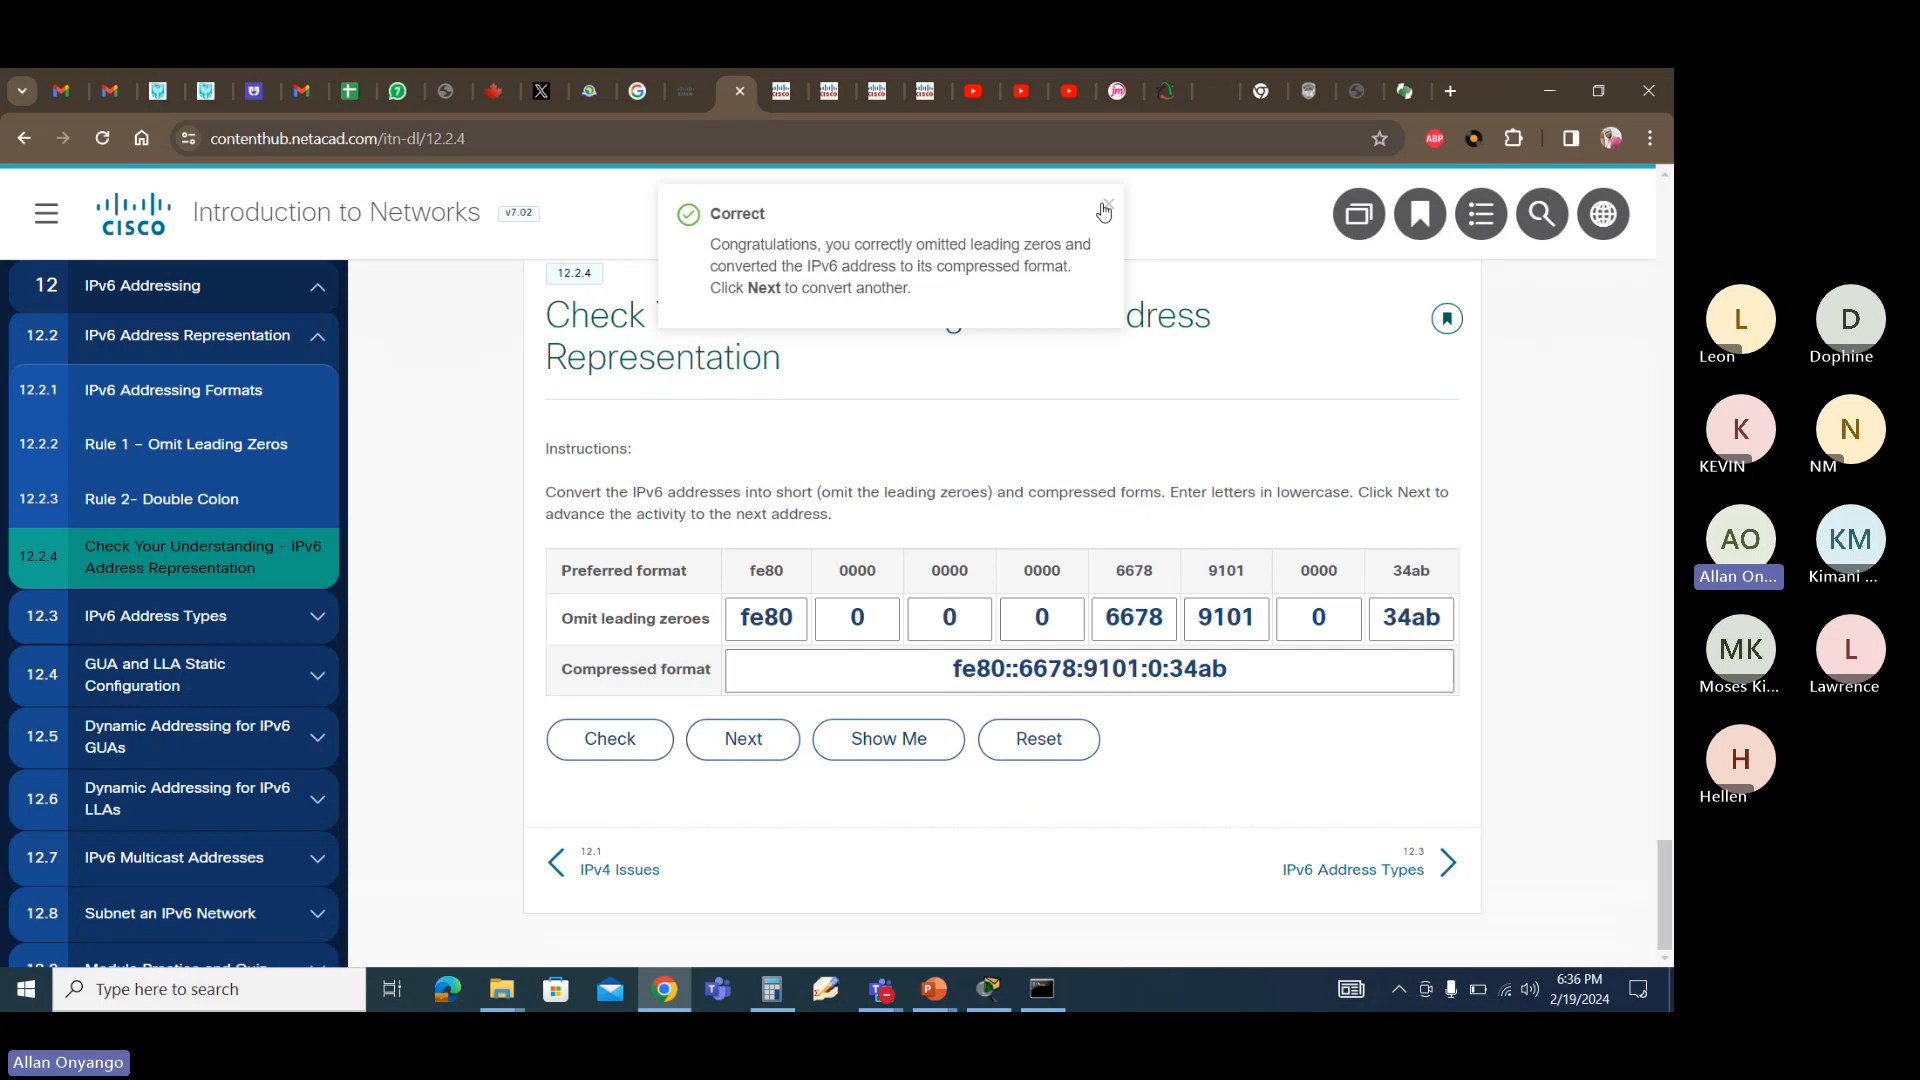 contenthub.netacad.com/itn-dl/12.2.4
ABP
CISCO
Introduction to Networks
v7.02
Correct
Congratulations, you correctly omitted leading zeros and
converted the IPv6 address to its compressed format.
Click Next to convert another.
12 IPv6 Addressing
12.2 IPv6 Address Representation
12.2.1 IPv6 Addressing Formats
12.2.2 Rule 1 – Omit Leading Zeros
12.2.3 Rule 2- Double Colon
12.2.4 Check Your Understanding - IPv6
Address Representation
12.3 IPv6 Address Types
12.4 GUA and LLA Static
Configuration
12.5 Dynamic Addressing for IPv6
GUAs
12.6 Dynamic Addressing for IPv6
LLAs
12.7 IPv6 Multicast Addresses
12.8 Subnet an IPv6 Network
12.2.4
Check dress
Representation
Instructions:
Convert the IPv6 addresses into short (omit the leading zeroes) and compressed forms. Enter letters in lowercase. Click Next to
advance the activity to the next address.
Preferred format fe80 0000 0000 0000 6678 9101 0000 34ab
Omit leading zeroes fe80 0 0 0 6678 9101 0 34ab
Compressed format fe80::6678:9101:0:34ab
Check Next Show Me Reset
12.1
IPv4 Issues
12.3
IPv6 Address Types
Type here to search
6:36 PM
2/19/2024
L
Leon
D
Dophine
K
KEVIN
N
NM
AO
Allan On...
KM
Kimani ...
MK
Moses Ki...
L
Lawrence
H
Hellen
Allan Onyango